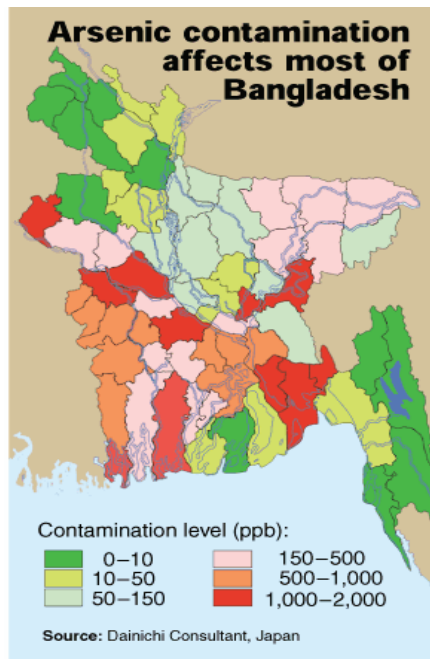 Arsenic contamination
affects most of
Bangladesh
Contamination level (ppb):
0–10
10–50
50–150
150–500
500–1,000
1,000–2,000
Source: Dainichi Consultant, Japan